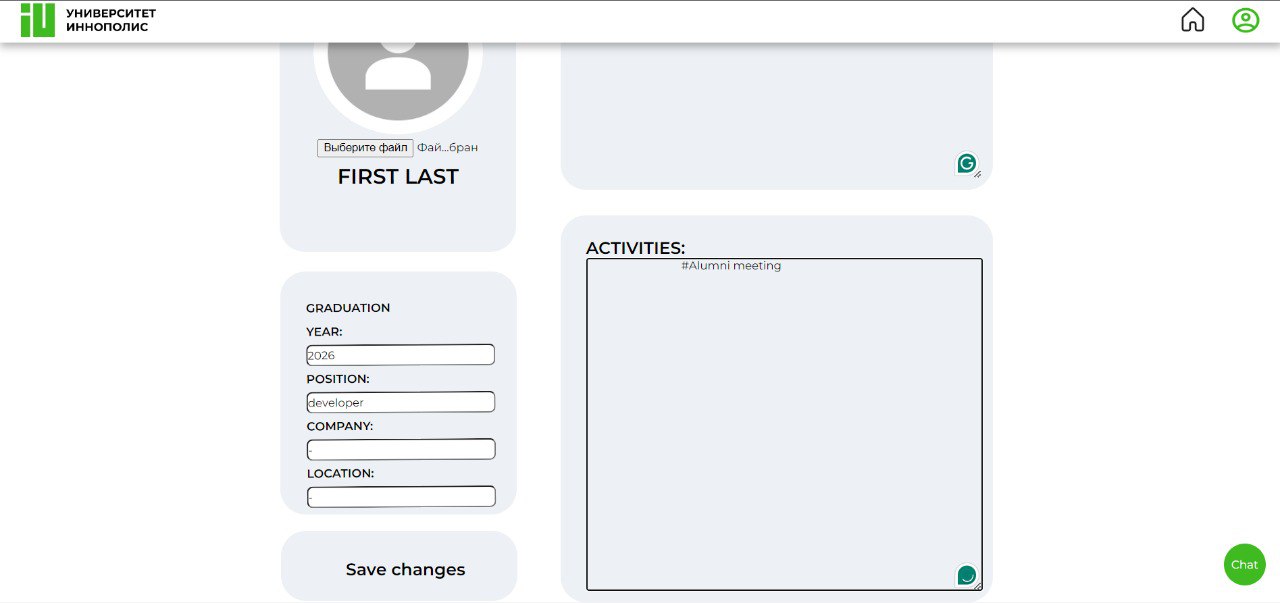 УНИВЕРСИТЕТ
ИННОПОЛИС
Выберите файл Фай...бран
FIRST LAST
GRADUATION
YEAR:
2026
POSITION:
developer
COMPANY:
-
LOCATION:
-
Save changes
ACTIVITIES:
#Alumni meeting
Chat